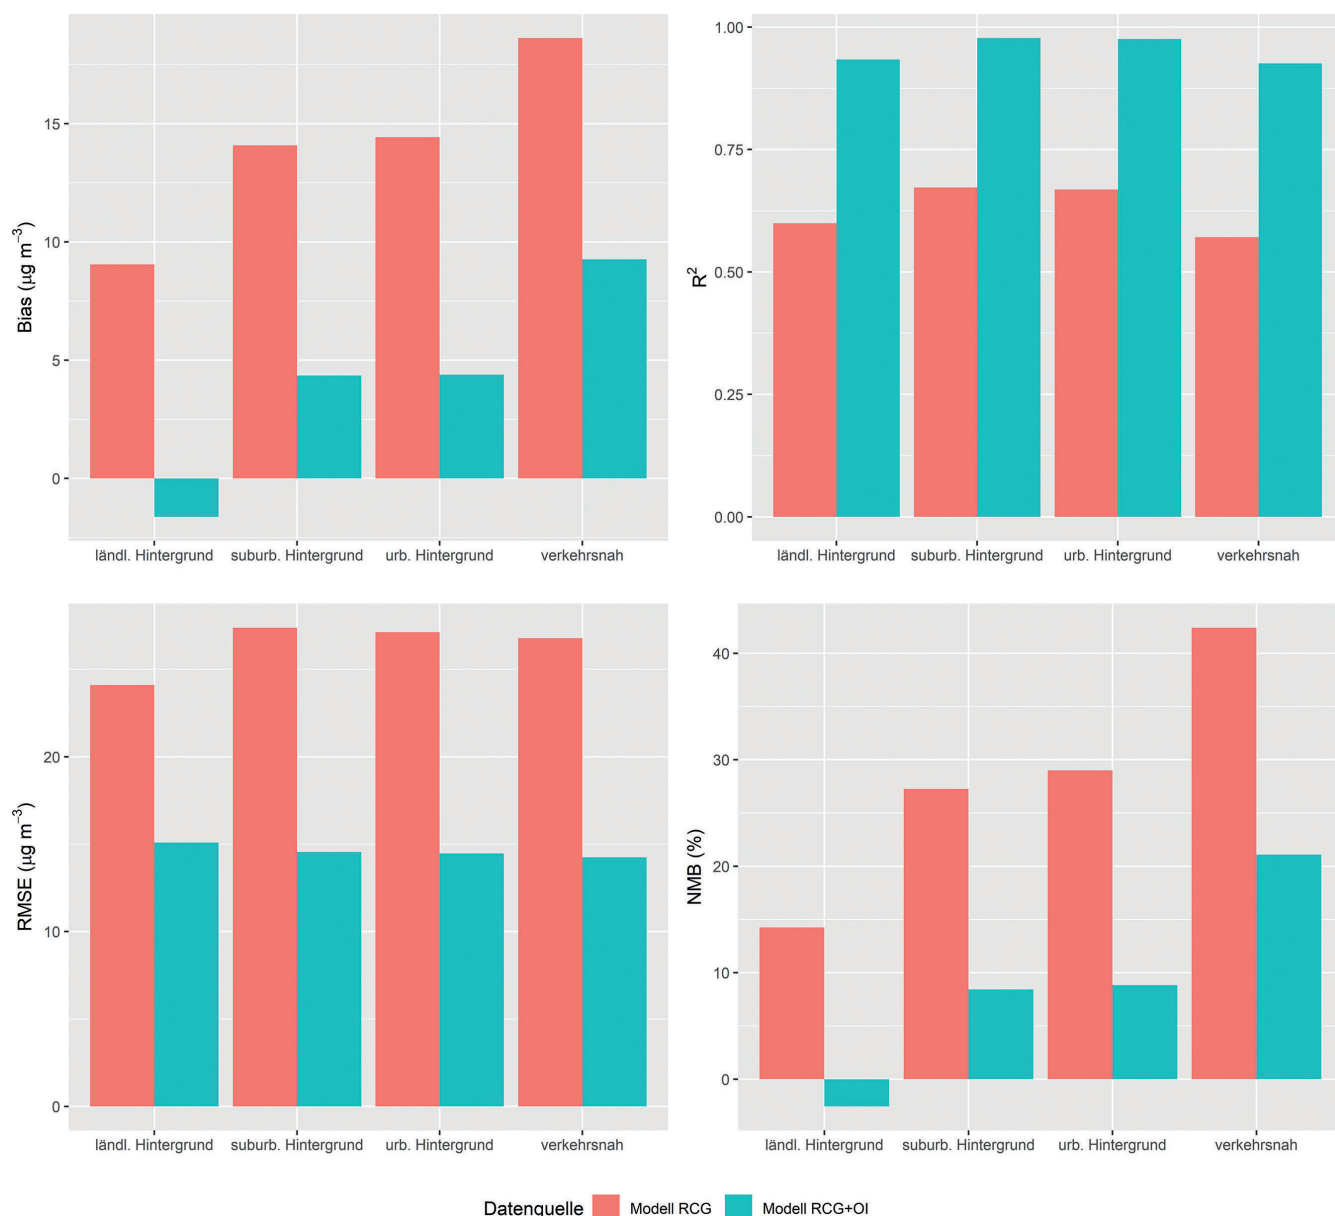 Bias (µg m⁻³)
15
10
5
0
ländl. Hintergrund suburb. Hintergrund urb. Hintergrund verkehrsnah
R²
1.00
0.75
0.50
0.25
0.00
ländl. Hintergrund suburb. Hintergrund urb. Hintergrund verkehrsnah
RMSE (µg m⁻³)
20
10
0
ländl. Hintergrund suburb. Hintergrund urb. Hintergrund verkehrsnah
NMB (%)
40
30
20
10
0
ländl. Hintergrund suburb. Hintergrund urb. Hintergrund verkehrsnah
Datenquelle Modell RCG Modell RCG+OI